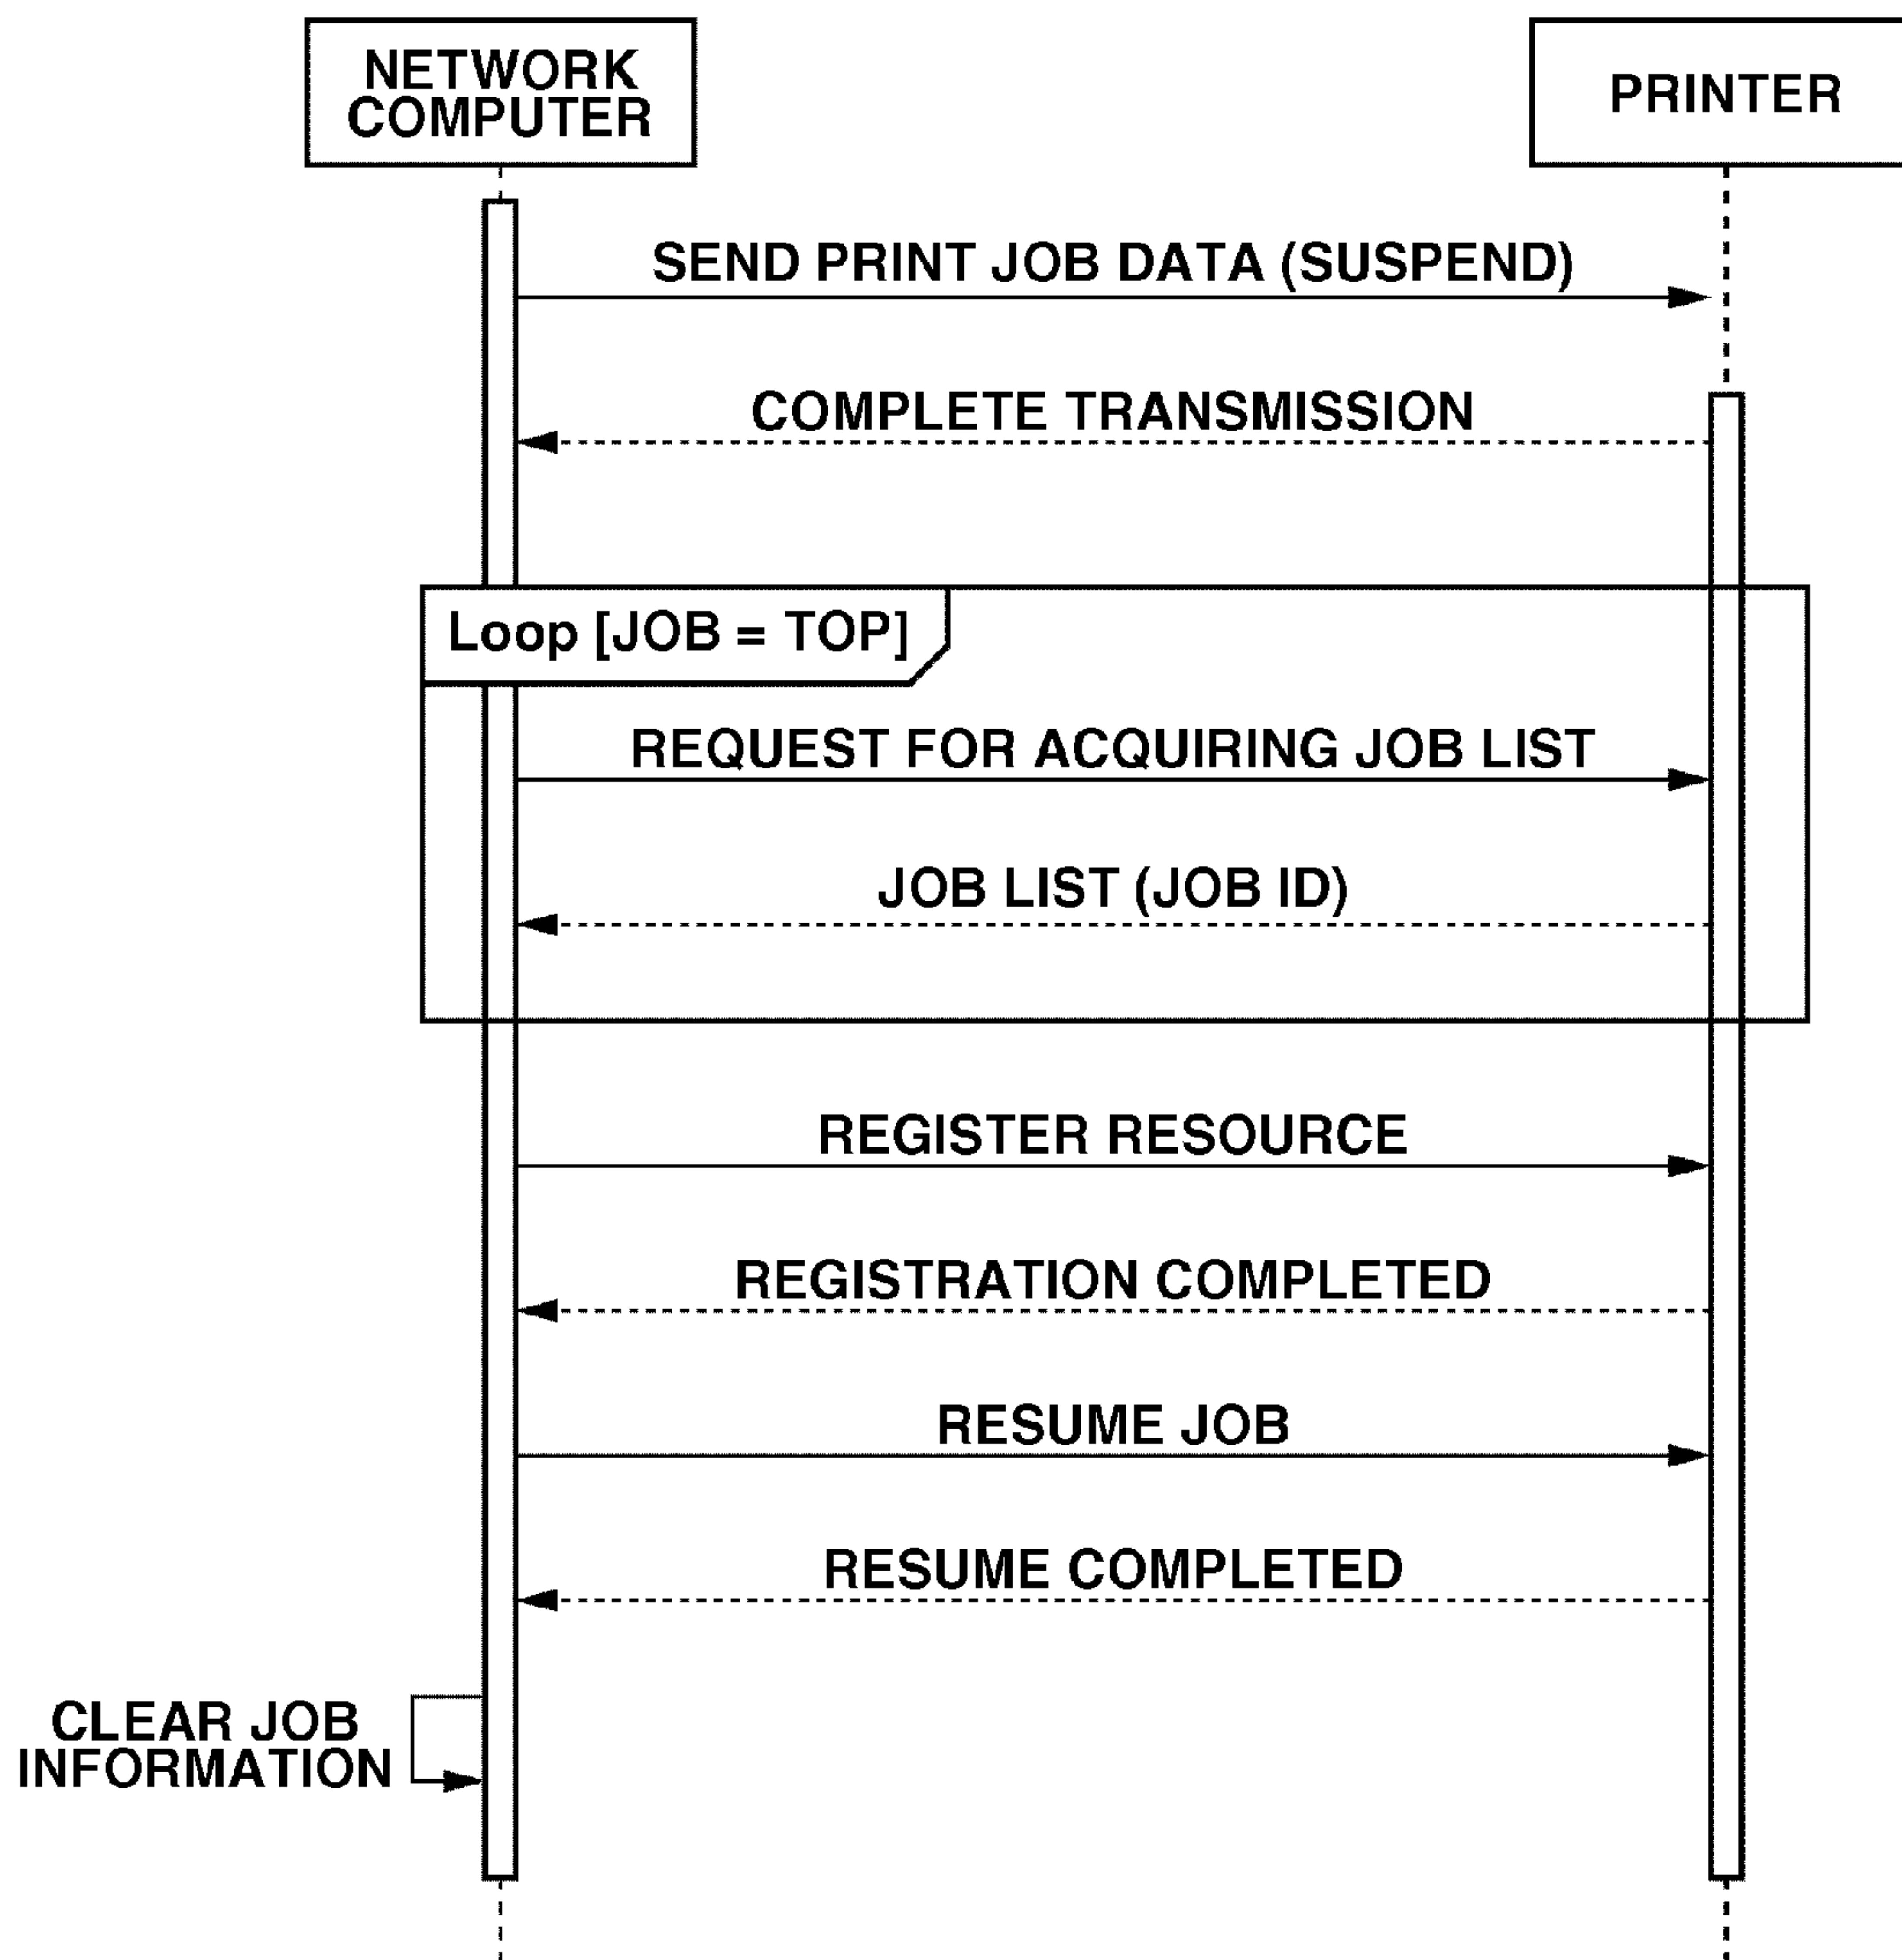 NETWORK
COMPUTER
PRINTER
SEND PRINT JOB DATA (SUSPEND)
COMPLETE TRANSMISSION
Loop [JOB = TOP]
REQUEST FOR ACQUIRING JOB LIST
JOB LIST (JOB ID)
REGISTER RESOURCE
REGISTRATION COMPLETED
RESUME JOB
RESUME COMPLETED
CLEAR JOB
INFORMATION